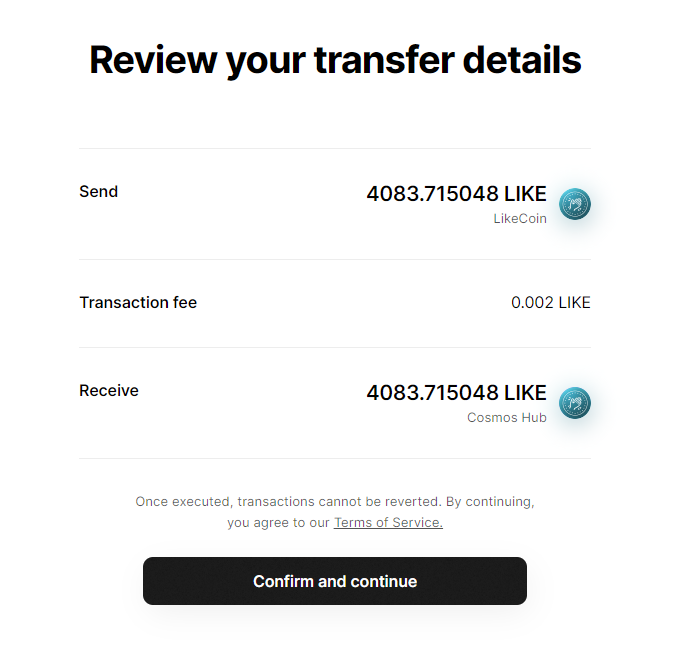 Review your transfer details
Send
4083.715048 LIKE
LikeCoin
Transaction fee
0.002 LIKE
Receive
4083.715048 LIKE
Cosmos Hub
Once executed, transactions cannot be reverted. By continuing,
you agree to our Terms of Service.
Confirm and continue